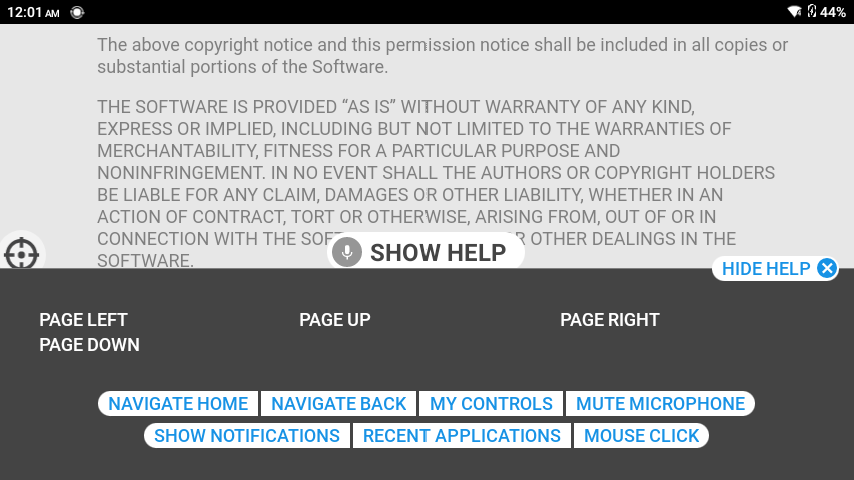 12:01 AM 44%
The above copyright notice and this permission notice shall be included in all copies or
substantial portions of the Software.
THE SOFTWARE IS PROVIDED “AS IS” WITHOUT WARRANTY OF ANY KIND,
EXPRESS OR IMPLIED, INCLUDING BUT NOT LIMITED TO THE WARRANTIES OF
MERCHANTABILITY, FITNESS FOR A PARTICULAR PURPOSE AND
NONINFRINGEMENT. IN NO EVENT SHALL THE AUTHORS OR COPYRIGHT HOLDERS
BE LIABLE FOR ANY CLAIM, DAMAGES OR OTHER LIABILITY, WHETHER IN AN
ACTION OF CONTRACT, TORT OR OTHERWISE, ARISING FROM, OUT OF OR IN
CONNECTION WITH THE OTHER DEALINGS IN THE
SOFTWARE.
SHOW HELP
HIDE HELP
PAGE LEFT PAGE UP PAGE RIGHT
PAGE DOWN
NAVIGATE HOME NAVIGATE BACK MY CONTROLS MUTE MICROPHONE
SHOW NOTIFICATIONS RECENT APPLICATIONS MOUSE CLICK